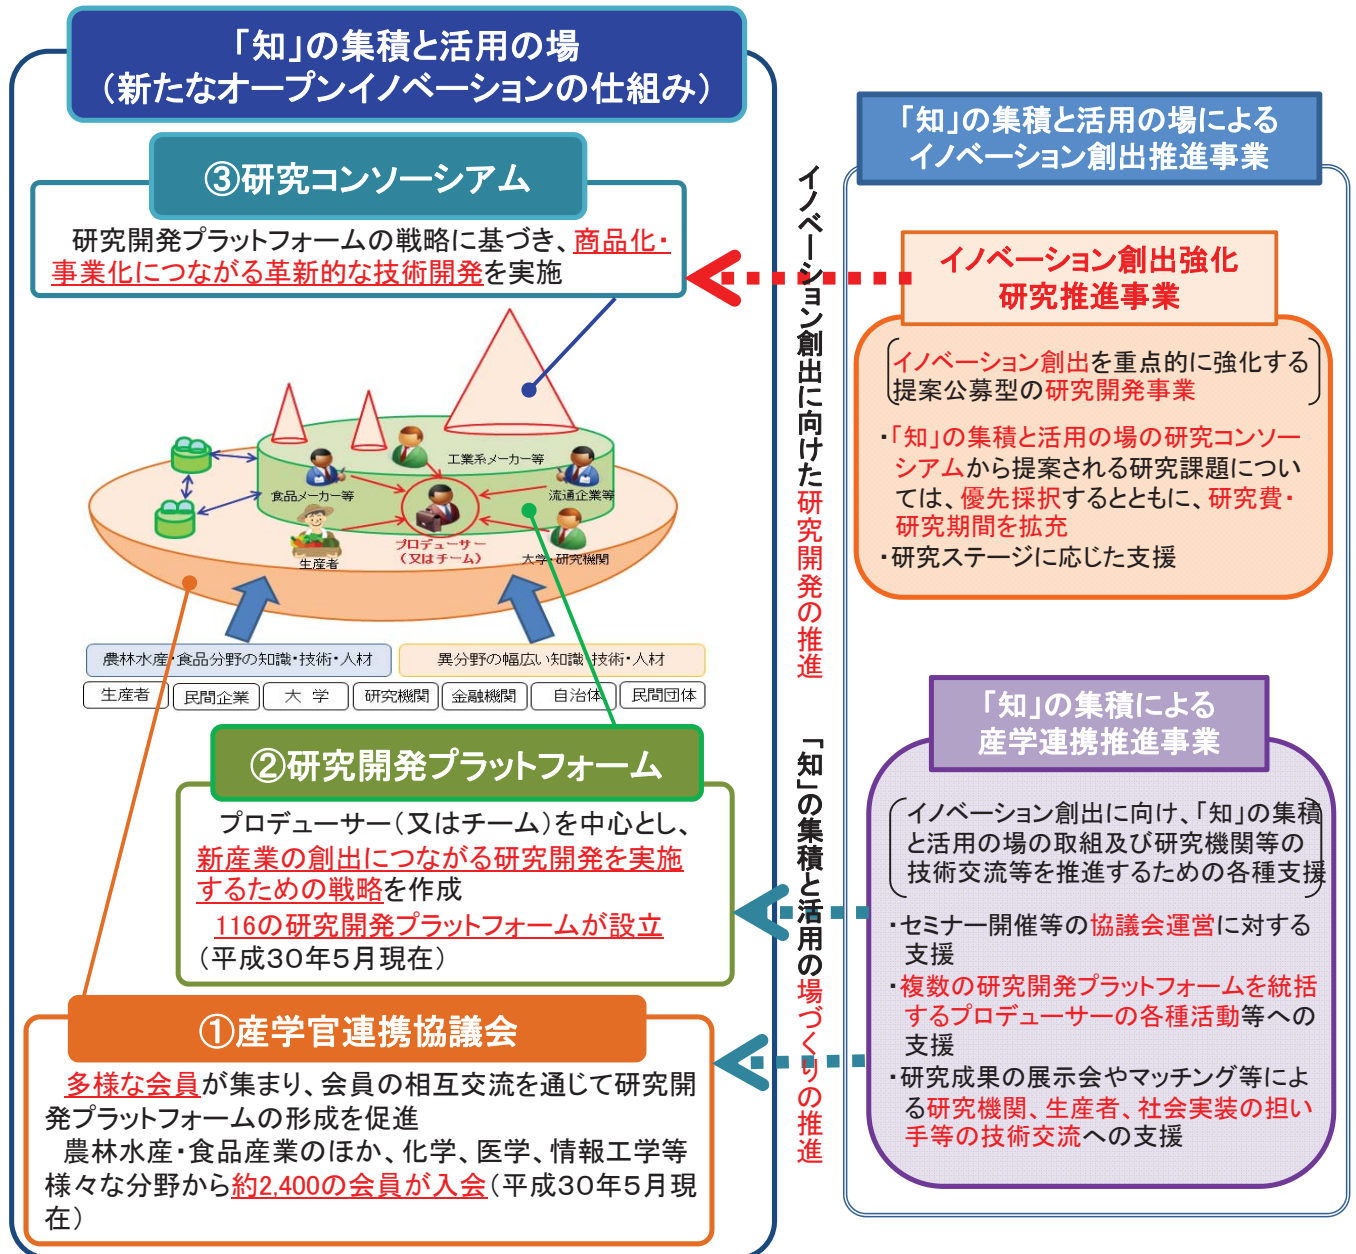 「知」の集積と活用の場
（新たなオープンイノベーションの仕組み）
③研究コンソーシアム
研究開発プラットフォームの戦略に基づき、商品化・
事業化につながる革新的な技術開発を実施
工業系メーカー等
食品メーカー等
流通企業等
生産者
プロデューサー
（又はチーム）
大学・研究機関
農林水産・食品分野の知識・技術・人材
異分野の幅広い知識・技術・人材
生産者
民間企業
大　学
研究機関
金融機関
自治体
民間団体
②研究開発プラットフォーム
プロデューサー（又はチーム）を中心とし、
新産業の創出につながる研究開発を実施
するための戦略を作成
116の研究開発プラットフォームが設立
（平成３０年５月現在）
①産学官連携協議会
多様な会員が集まり、会員の相互交流を通じて研究開
発プラットフォームの形成を促進
農林水産・食品産業のほか、化学、医学、情報工学等
様々な分野から約2,400の会員が入会（平成３０年５月現
在）
イノベーション創出に向けた研究開発の推進
「知」の集積と活用の場づくりの推進
「知」の集積と活用の場による
イノベーション創出推進事業
イノベーション創出強化
研究推進事業
イノベーション創出を重点的に強化する
提案公募型の研究開発事業
・「知」の集積と活用の場の研究コンソー
シアムから提案される研究課題につい
ては、優先採択するとともに、研究費・
研究期間を拡充
・研究ステージに応じた支援
「知」の集積による
産学連携推進事業
イノベーション創出に向け、「知」の集積
と活用の場の取組及び研究機関等の
技術交流等を推進するための各種支援
・セミナー開催等の協議会運営に対する
支援
・複数の研究開発プラットフォームを統括
するプロデューサーの各種活動等への
支援
・研究成果の展示会やマッチング等によ
る研究機関、生産者、社会実装の担い
手等の技術交流への支援